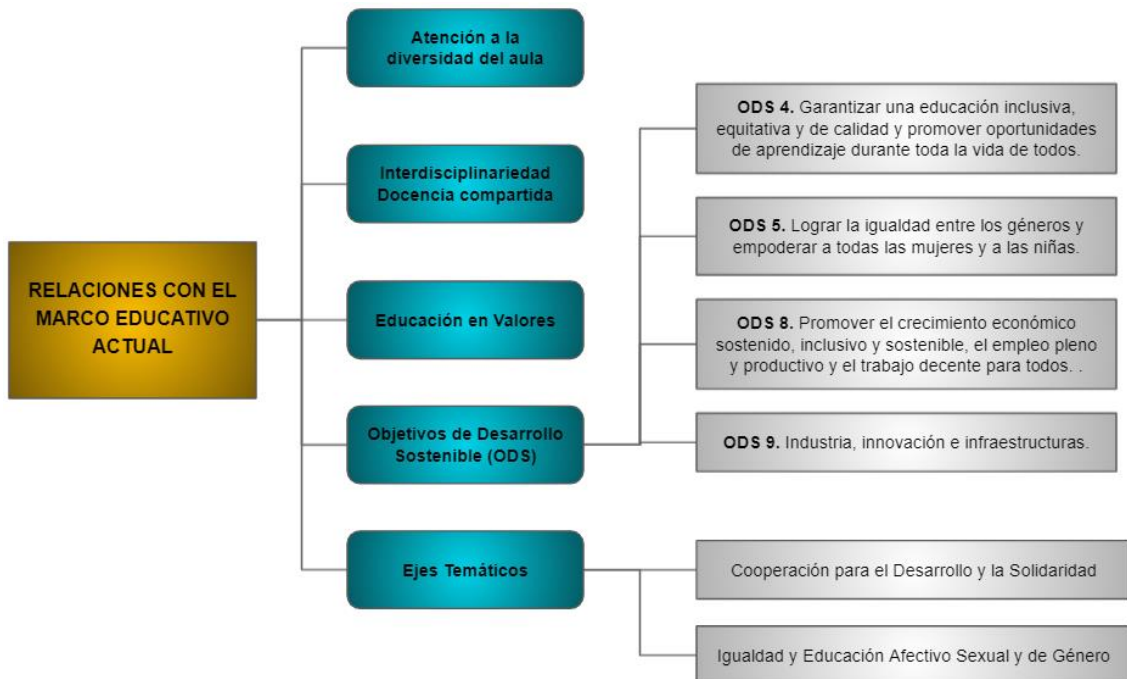 RELACIONES CON EL
MARCO EDUCATIVO
ACTUAL
Atención a la
diversidad del aula
Interdisciplinariedad
Docencia compartida
Educación en Valores
Objetivos de Desarrollo
Sostenible (ODS)
ODS 4. Garantizar una educación inclusiva,
equitativa y de calidad y promover oportunidades
de aprendizaje durante toda la vida de todos.
ODS 5. Lograr la igualdad entre los géneros y
empoderar a todas las mujeres y a las niñas.
ODS 8. Promover el crecimiento económico
sostenido, inclusivo y sostenible, el empleo pleno
y productivo y el trabajo decente para todos. .
ODS 9. Industria, innovación e infraestructuras.
Ejes Temáticos
Cooperación para el Desarrollo y la Solidaridad
Igualdad y Educación Afectivo Sexual y de Género